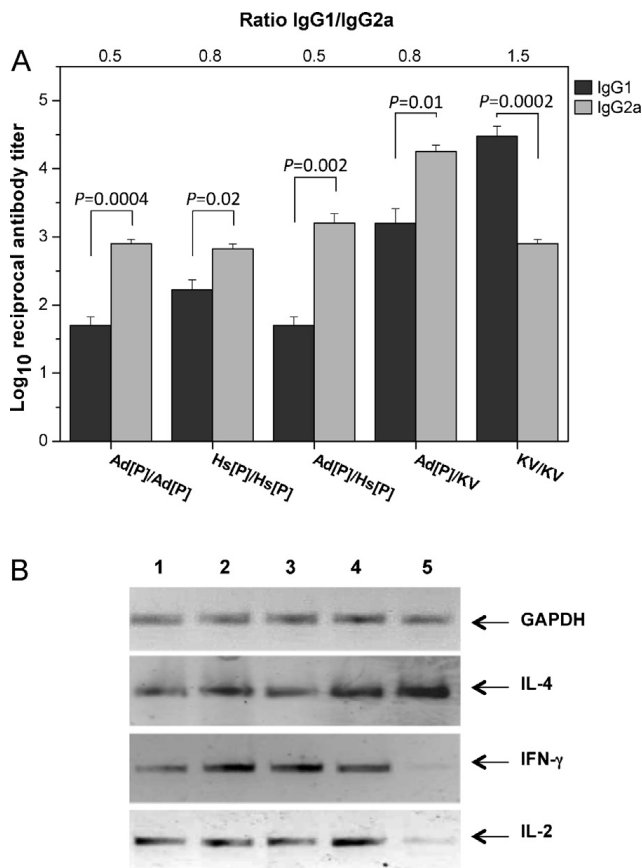 Ratio IgG1/IgG2a
A
0.5 0.8 0.5 0.8 1.5
IgG1
IgG2a
Log10 reciprocal antibody titer
5
4
3
2
1
0
P=0.0004
P=0.02
P=0.002
P=0.01
P=0.0002
Ad[P]/Ad[P]
Hs[P]/Hs[P]
Ad[P]/Hs[P]
Ad[P]/KV
KV/KV
B
1 2 3 4 5
GAPDH
IL-4
IFN-γ
IL-2